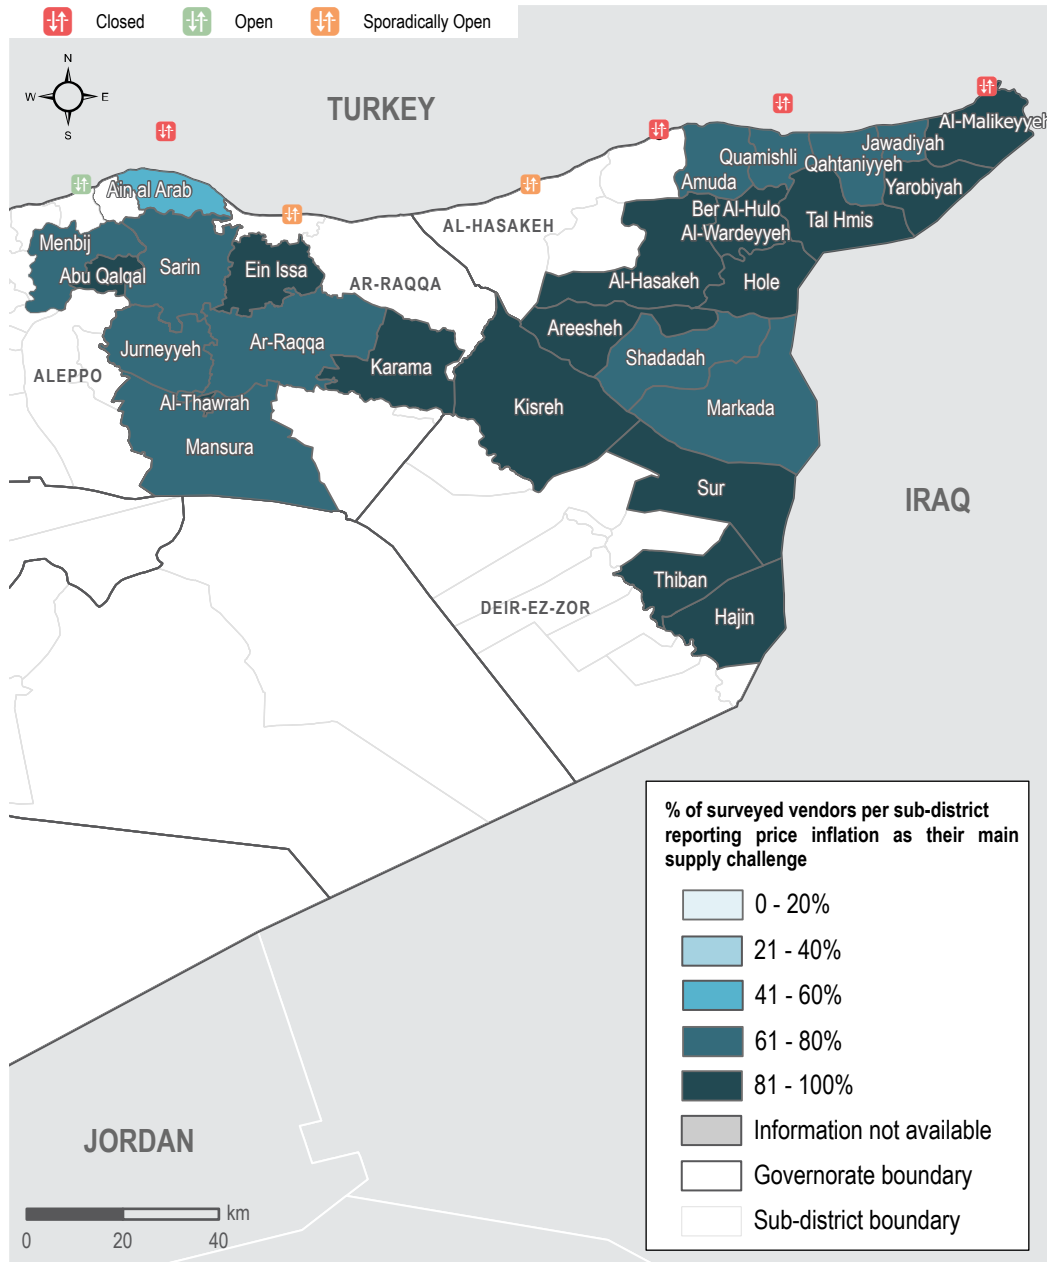 Closed Open Sporadically Open
N
W E
S
TURKEY
Al-Malikeyyeh
Jawadiyah
Quamishli
Qahtaniyyeh
Amuda
Yarobiyah
Ain al Arab
Ber Al-Hulo
Al-Wardeyyeh
Tal Hmis
AL-HASAKEH
Menbij
Abu Qalqal
Sarin
Ein Issa
AR-RAQQA
Al-Hasakeh
Hole
Areesheh
Jurneyyeh
Ar-Raqqa
Karama
Shadadah
ALEPPO
Al-Thawrah
Kisreh
Markada
Mansura
Sur
IRAQ
Thiban
DEIR-EZ-ZOR
Hajin
% of surveyed vendors per sub-district
reporting price inflation as their main
supply challenge
0 - 20%
21 - 40%
41 - 60%
61 - 80%
81 - 100%
Information not available
Governorate boundary
Sub-district boundary
JORDAN
km
0 20 40